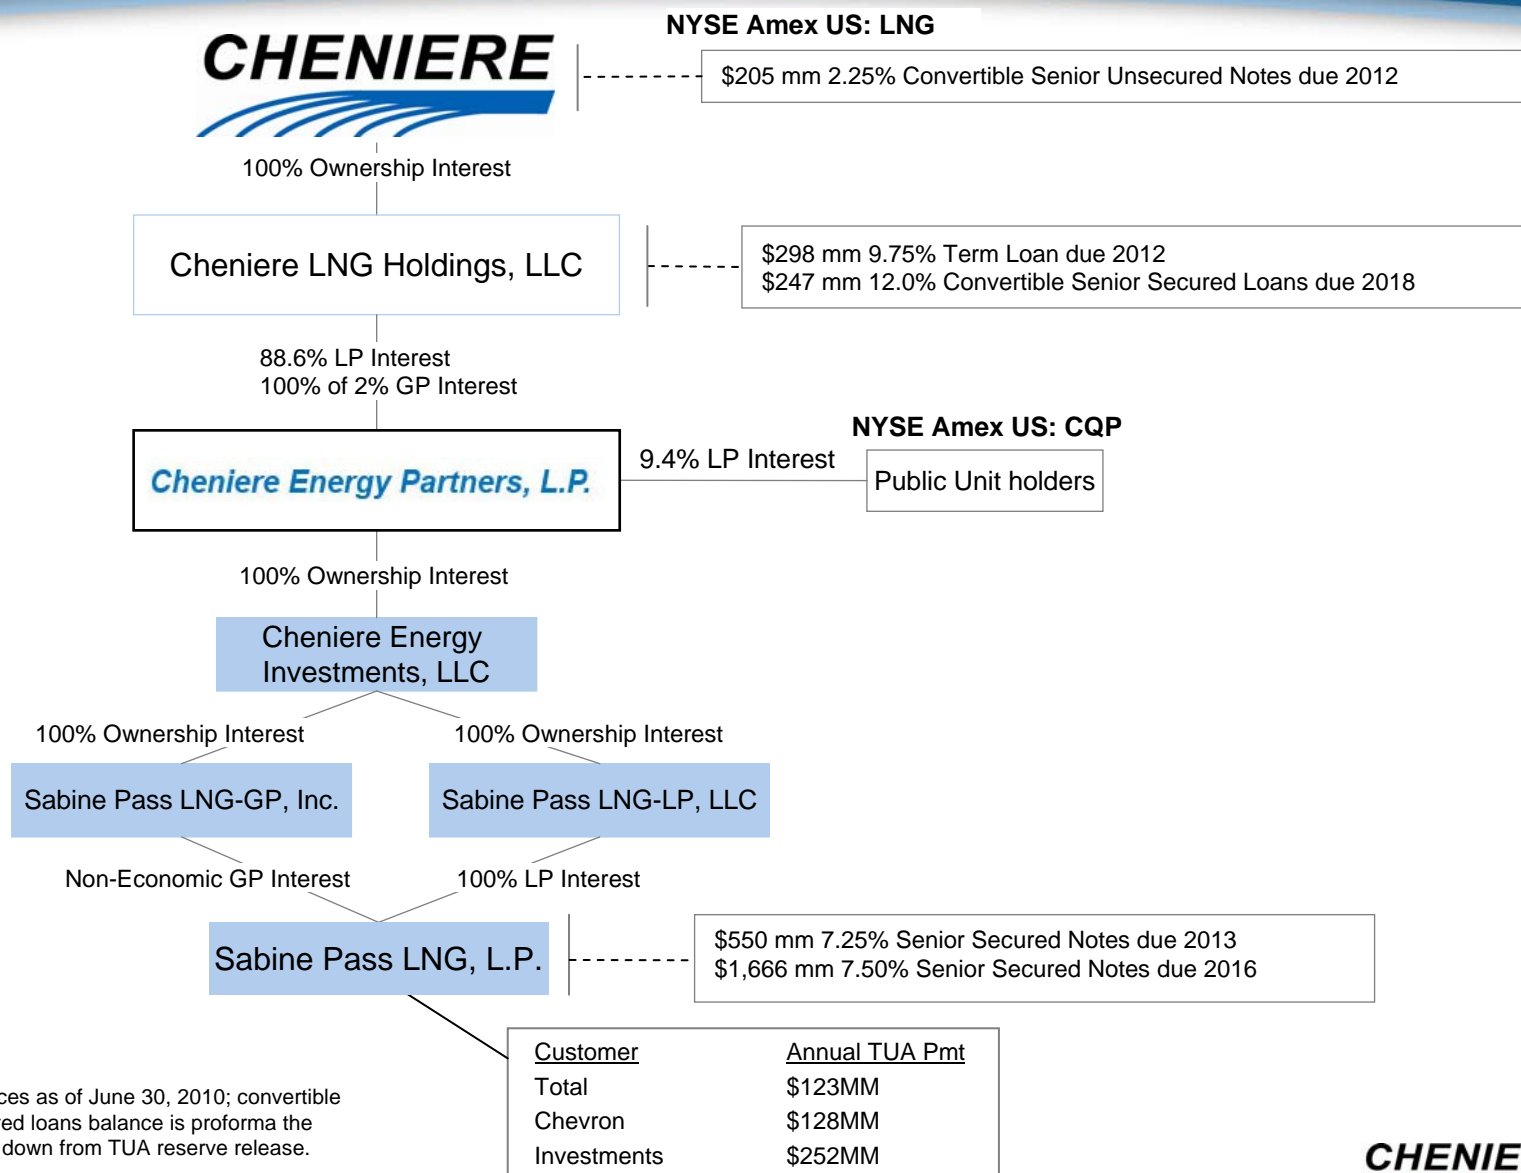 NYSE Amex US: LNG
CHENIERE
$205 mm 2.25% Convertible Senior Unsecured Notes due 2012
100% Ownership Interest
Cheniere LNG Holdings, LLC
$298 mm 9.75% Term Loan due 2012
$247 mm 12.0% Convertible Senior Secured Loans due 2018
88.6% LP Interest
100% of 2% GP Interest
NYSE Amex US: CQP
Cheniere Energy Partners, L.P.
9.4% LP Interest
Public Unit holders
100% Ownership Interest
Cheniere Energy
Investments, LLC
100% Ownership Interest
100% Ownership Interest
Sabine Pass LNG-GP, Inc.
Sabine Pass LNG-LP, LLC
Non-Economic GP Interest
100% LP Interest
Sabine Pass LNG, L.P.
$550 mm 7.25% Senior Secured Notes due 2013
$1,666 mm 7.50% Senior Secured Notes due 2016
Customer Annual TUA Pmt
Total $123MM
Chevron $128MM
Investments $252MM
as of June 30, 2010; convertible
loans balance is proforma the
down from TUA reserve release.